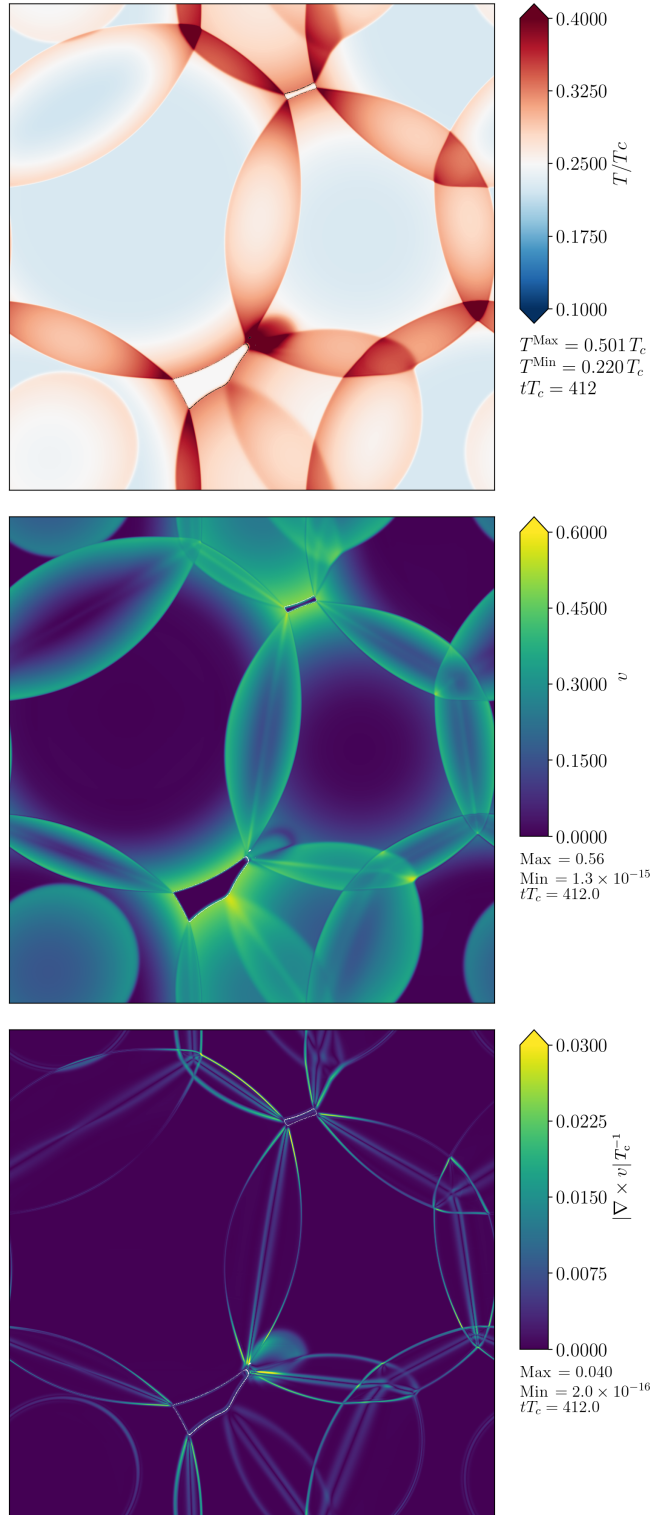 0.4000
0.3250
0.2500
0.1750
0.1000
T/Tc
T^Max = 0.501 T_c
T^Min = 0.220 T_c
tT_c = 412
0.6000
0.4500
0.3000
0.1500
0.0000
v
Max = 0.56
Min = 1.3 × 10^−15
tT_c = 412.0
0.0300
0.0225
0.0150
0.0075
0.0000
|∇ × v| T_c^−1
Max = 0.040
Min = 2.0 × 10^−16
tT_c = 412.0